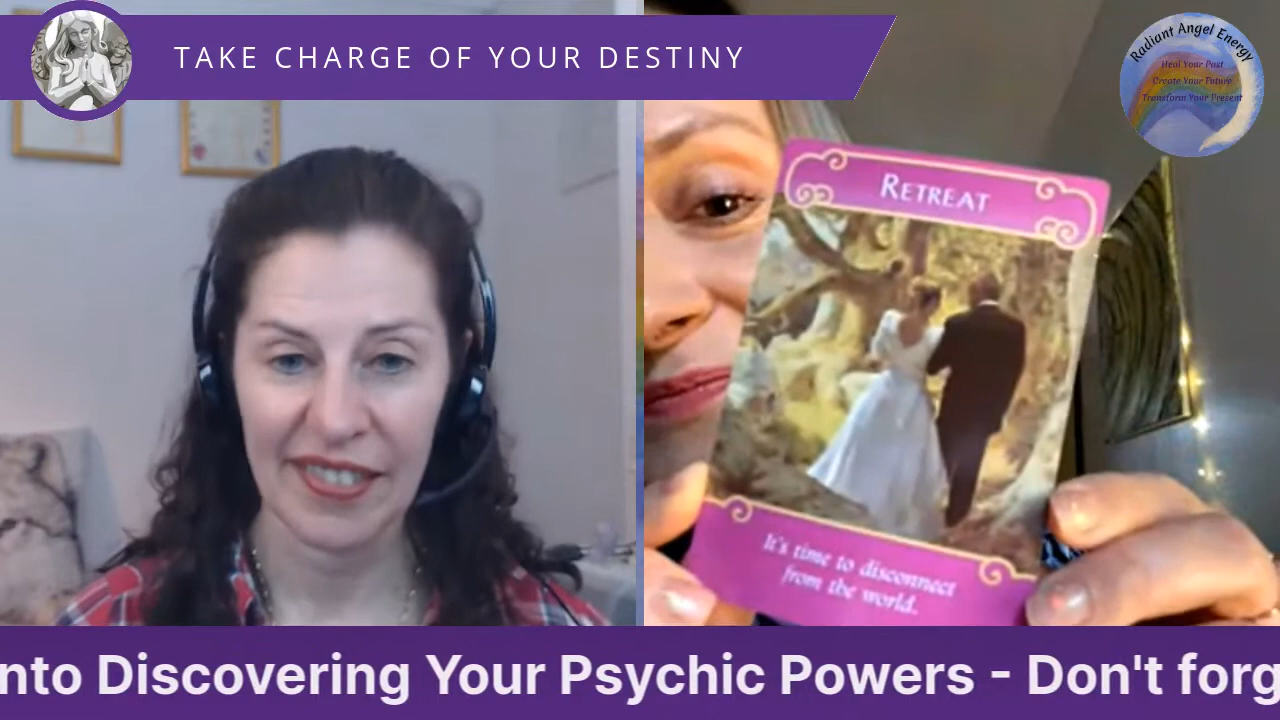 TAKE CHARGE OF YOUR DESTINY
Radiant Angel Energy
Heal Your Past
Create Your Future
Transform Your Present
RETREAT
It's time to disconnect
from the world.
nto Discovering Your Psychic Powers - Don't forg